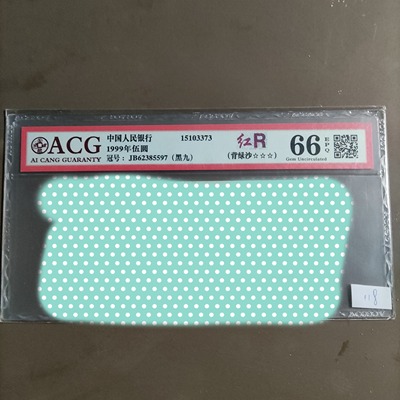 ACG
AI CANG GUARANTY
中国人民银行
1999年伍圆
冠号：JB62385597（黑九）
15103373
红R
（背绿沙☆☆☆）
66 EPQ
Gem Uncirculated
118